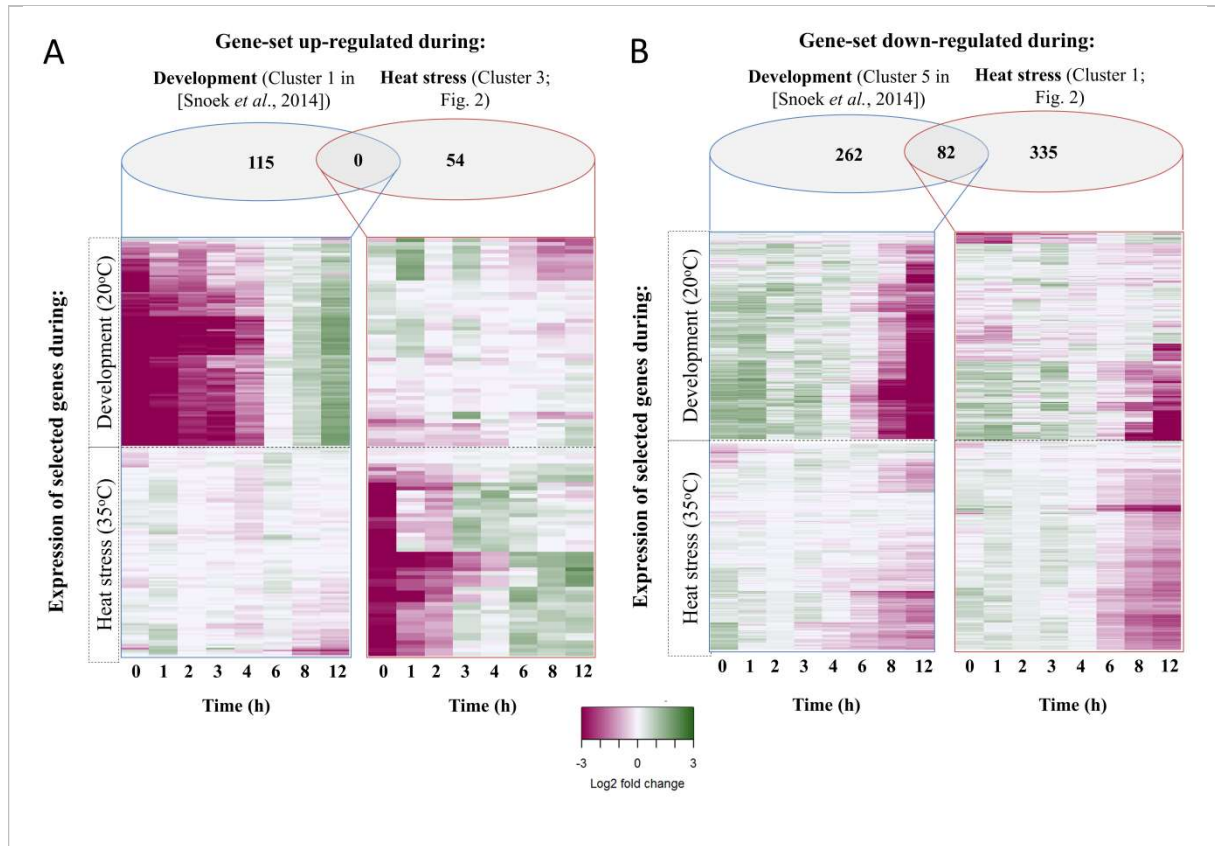 A
Gene-set up-regulated during:
Development (Cluster 1 in
[Snoek et al., 2014])
Heat stress (Cluster 3;
Fig. 2)
115
0
54
Expression of selected genes during:
Development (20°C)
Heat stress (35°C)
0 1 2 3 4 6 8 12
Time (h)
0 1 2 3 4 6 8 12
Time (h)
B
Gene-set down-regulated during:
Development (Cluster 5 in
[Snoek et al., 2014])
Heat stress (Cluster 1;
Fig. 2)
262
82
335
Expression of selected genes during:
Development (20°C)
Heat stress (35°C)
0 1 2 3 4 6 8 12
Time (h)
0 1 2 3 4 6 8 12
Time (h)
-3 0 3
Log2 fold change